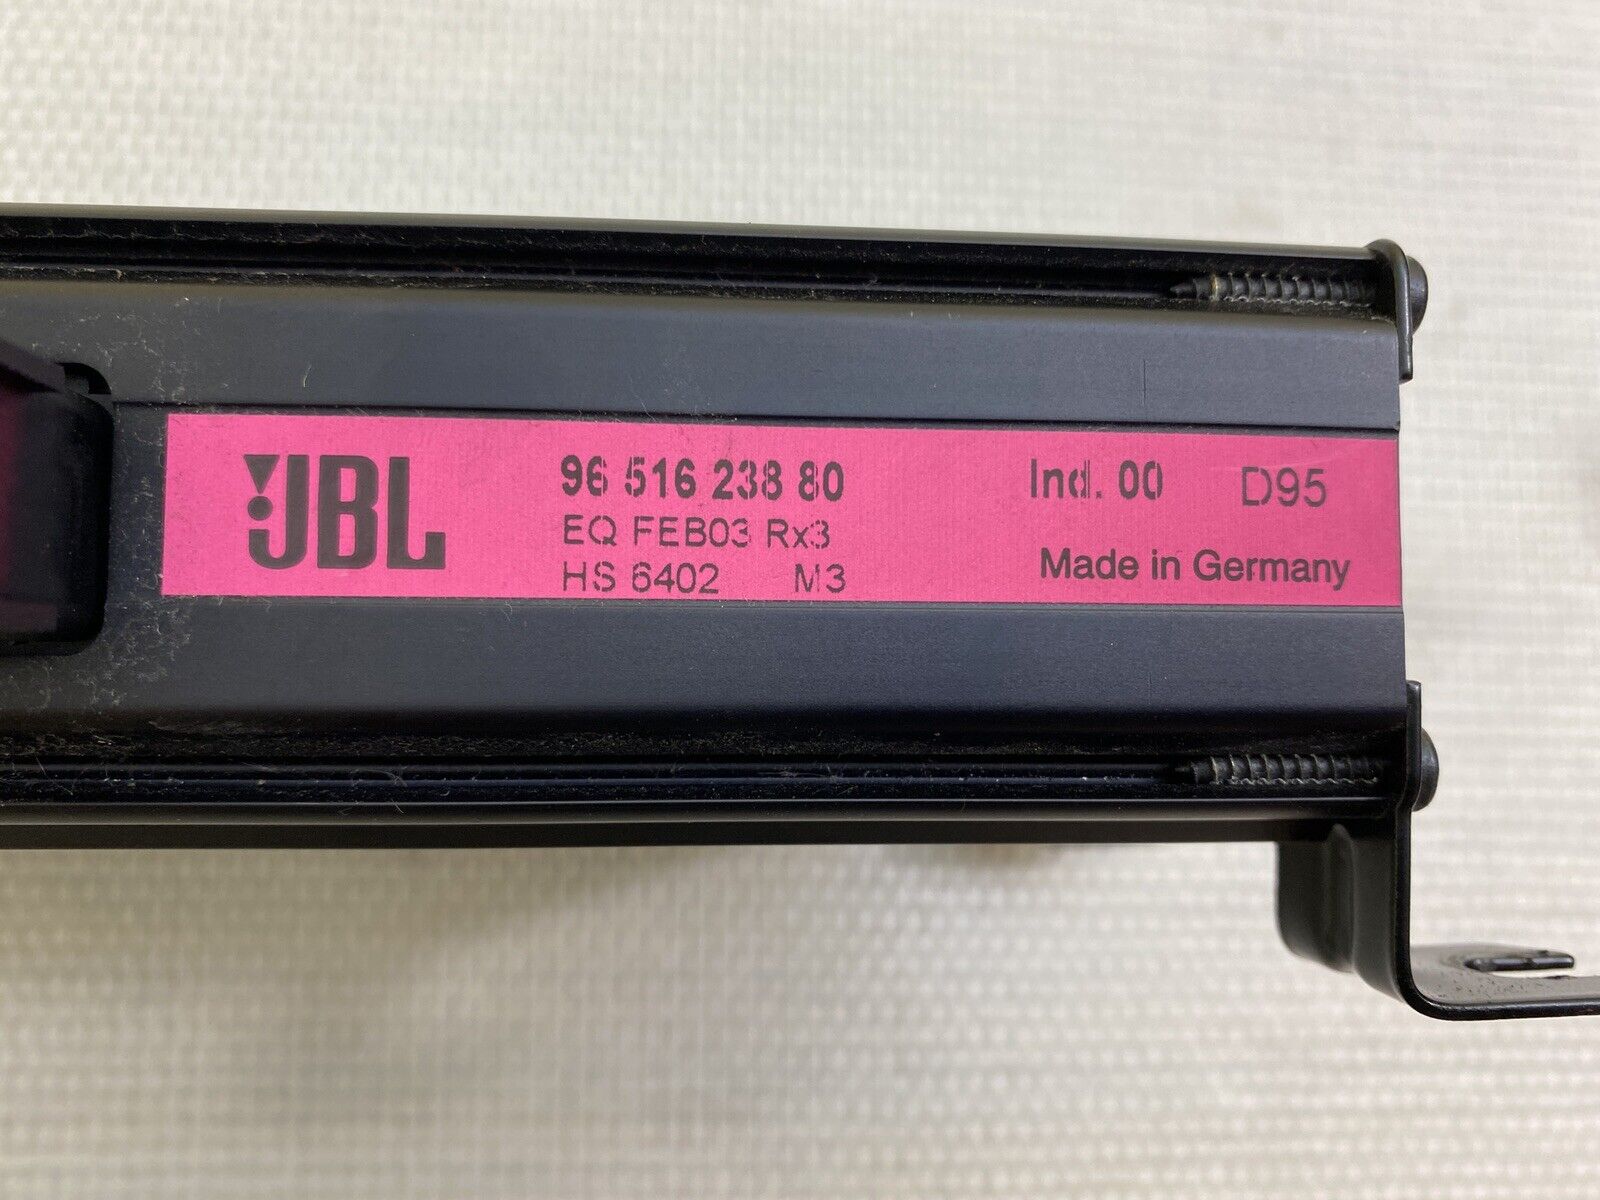 JBL
96 516 238 80
EQ FEB03 Rx3
HS 6402 M3
Ind. 00 D95
Made in Germany